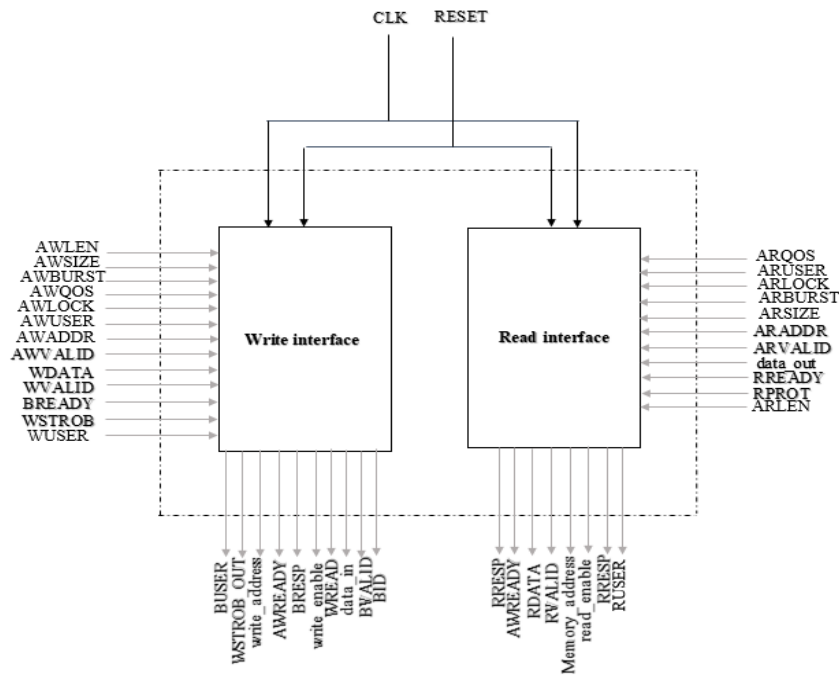 CLK RESET
AWLEN
AWSIZE
AWBURST
AWQOS
AWLOCK
AWUSER
AWADDR
AWVALID
WDATA
WVALID
BREADY
WSTROB
WUSER
Write interface
Read interface
ARQOS
ARUSER
ARLOCK
ARBURST
ARSIZE
ARADDR
ARVALID
data_out
RREADY
RPROT
ARLEN
BUSER
WSTROB_OUT
write_address
AWREADY
BRESP
write_enable
WREAD
data_in
BVALID
BID
RRESP
AWREADY
RDATA
RVALID
Memory_address
read_enable
RRESP
RUSER